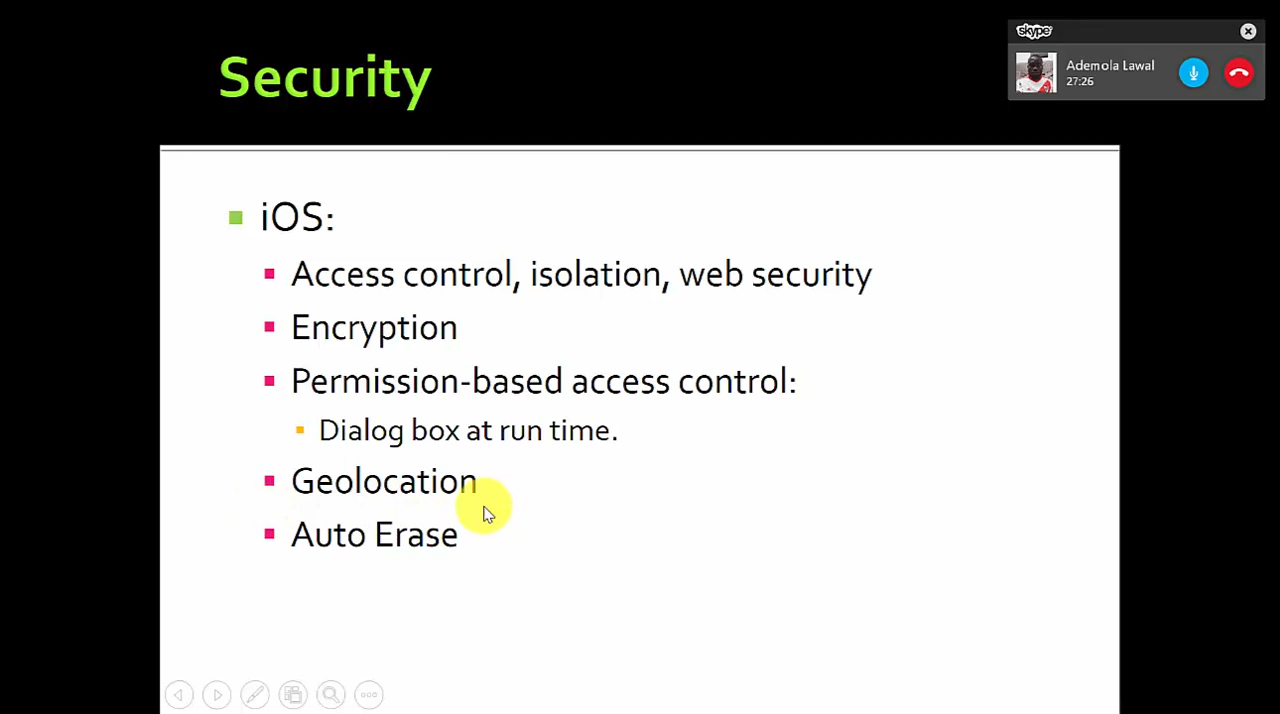 Security
skype
Ademola Lawal
27:26
iOS:
Access control, isolation, web security
Encryption
Permission-based access control:
Dialog box at run time.
Geolocation
Auto Erase